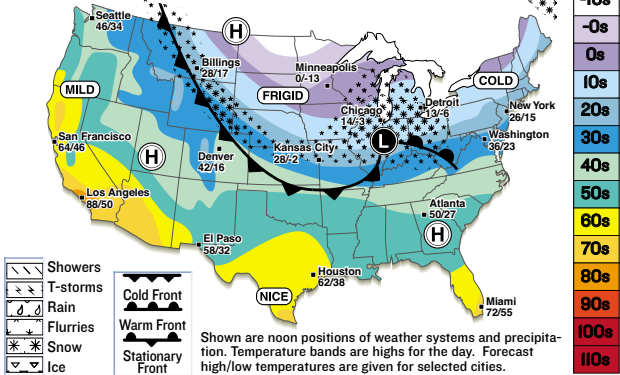 -10s
-0s
0s
10s
20s
30s
40s
50s
60s
70s
80s
90s
100s
110s
Seattle
46/34
H
Billings
28/17
Minneapolis
0/-13
FRIGID
COLD
MILD
Chicago
14/-3
Detroit
13/-6
New York
26/15
Washington
36/23
San Francisco
64/46
H
Denver
42/16
Kansas City
28/-2
L
Los Angeles
88/50
Atlanta
50/27
H
El Paso
58/32
Houston
62/38
NICE
Miami
72/55
Showers
T-storms
Rain
Flurries
Snow
Ice
Cold Front
Warm Front
Stationary
Front
Shown are noon positions of weather systems and precipita-
tion. Temperature bands are highs for the day. Forecast
high/low temperatures are given for selected cities.